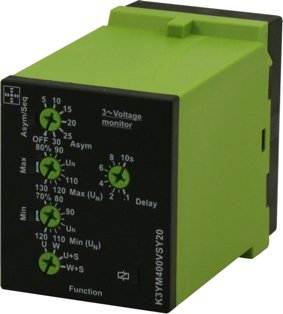 3~Voltage
monitor
Asym/Seq
5 10
15
20
25
OFF 30 Asym
80% 90
Max
UN
110
130 120 Max (UN)
8 10s
6
4
2 .1 Delay
70% 80
Min
90
UN
120 110 Min (UN)
U W
U+S
W+S
Function
K3YM400VSY20